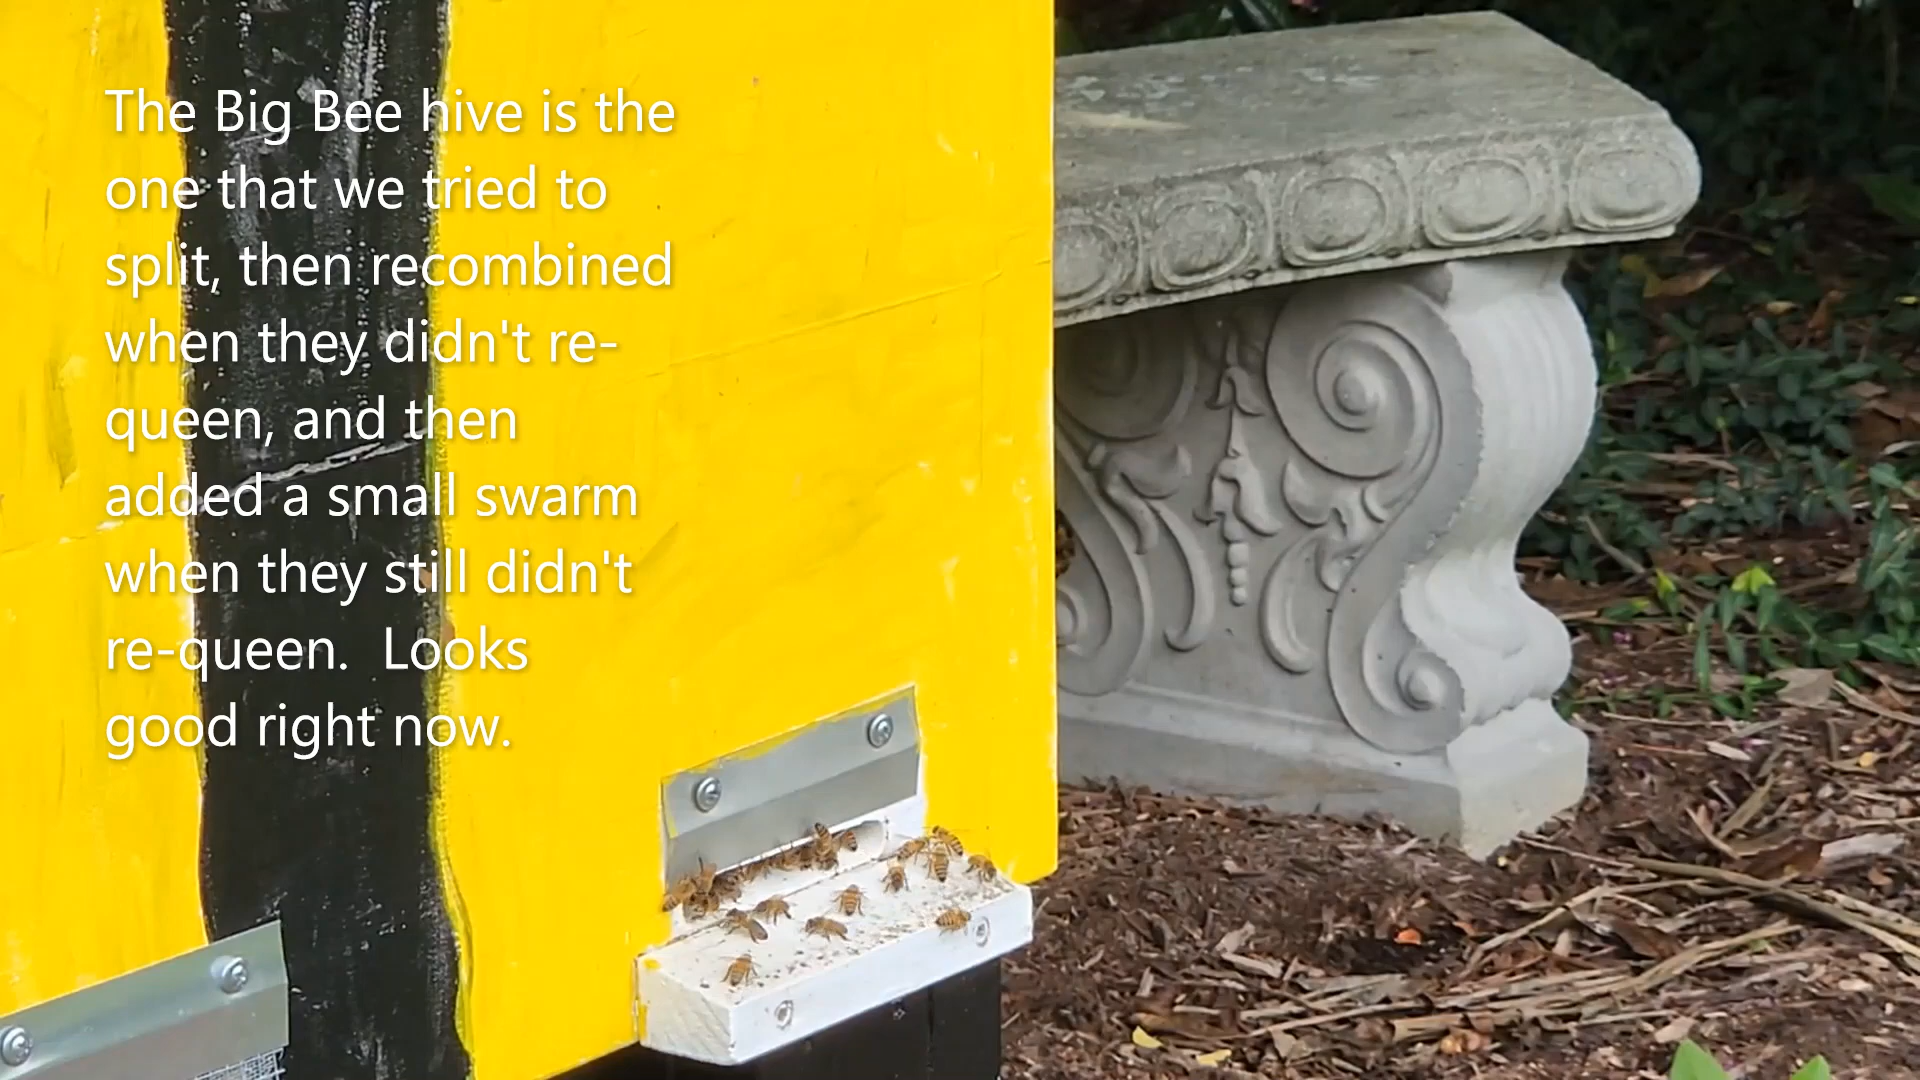 The Big Bee hive is the
one that we tried to
split, then recombined
when they didn't re-
queen, and then
added a small swarm
when they still didn't
re-queen.  Looks
good right now.